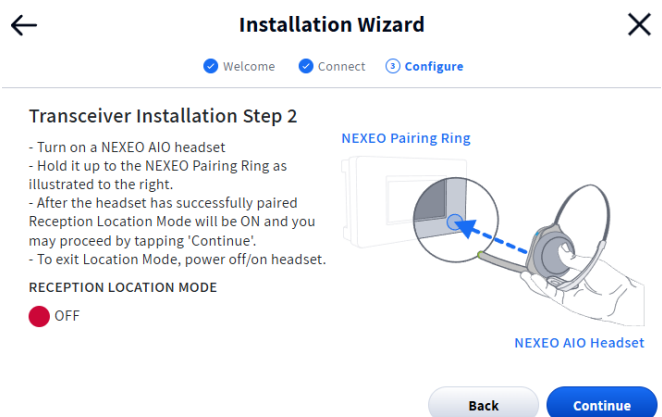 Installation Wizard
Welcome
Connect
3 Configure
Transceiver Installation Step 2
- Turn on a NEXEO AIO headset
- Hold it up to the NEXEO Pairing Ring as
illustrated to the right.
- After the headset has successfully paired
Reception Location Mode will be ON and you
may proceed by tapping 'Continue'.
- To exit Location Mode, power off/on headset.
RECEPTION LOCATION MODE
OFF
NEXEO Pairing Ring
NEXEO AIO Headset
Back
Continue